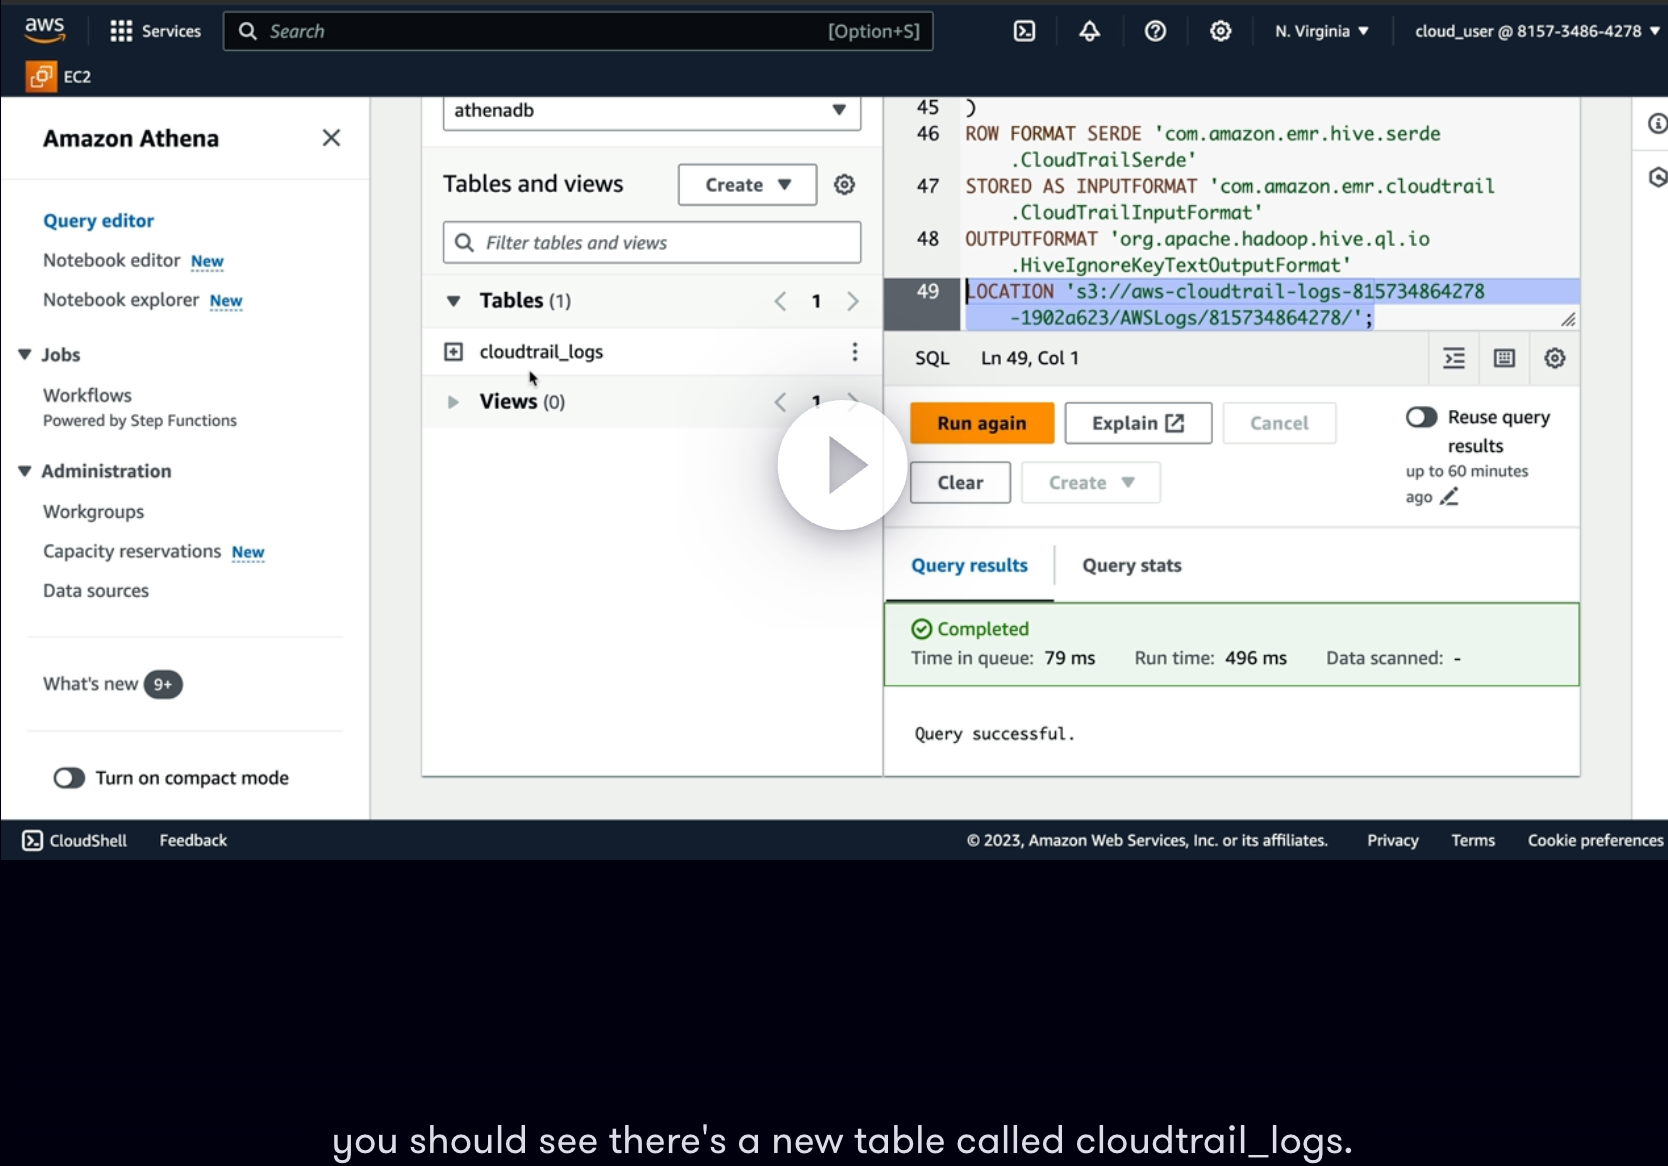 aws
Services
Search
[Option+S]
N. Virginia
cloud_user @ 8157-3486-4278
EC2
Amazon Athena
Query editor
Notebook editor New
Notebook explorer New
Jobs
Workflows
Powered by Step Functions
Administration
Workgroups
Capacity reservations New
Data sources
What's new 9+
Turn on compact mode
athenadb
Tables and views
Create
Filter tables and views
Tables (1)
1
cloudtrail_logs
Views (0)
1
45 )
46 ROW FORMAT SERDE 'com.amazon.emr.hive.serde
.CloudTrailSerde'
47 STORED AS INPUTFORMAT 'com.amazon.emr.cloudtrail
.CloudTrailInputFormat'
48 OUTPUTFORMAT 'org.apache.hadoop.hive.ql.io
.HiveIgnoreKeyTextOutputFormat'
49 LOCATION 's3://aws-cloudtrail-logs-815734864278
-1902a623/AWSLogs/815734864278/';
SQL Ln 49, Col 1
Run again
Explain
Cancel
Clear
Create
Reuse query
results
up to 60 minutes
ago
Query results
Query stats
Completed
Time in queue: 79 ms Run time: 496 ms Data scanned: -
Query successful.
CloudShell
Feedback
© 2023, Amazon Web Services, Inc. or its affiliates.
Privacy
Terms
Cookie preferences
you should see there's a new table called cloudtrail_logs.